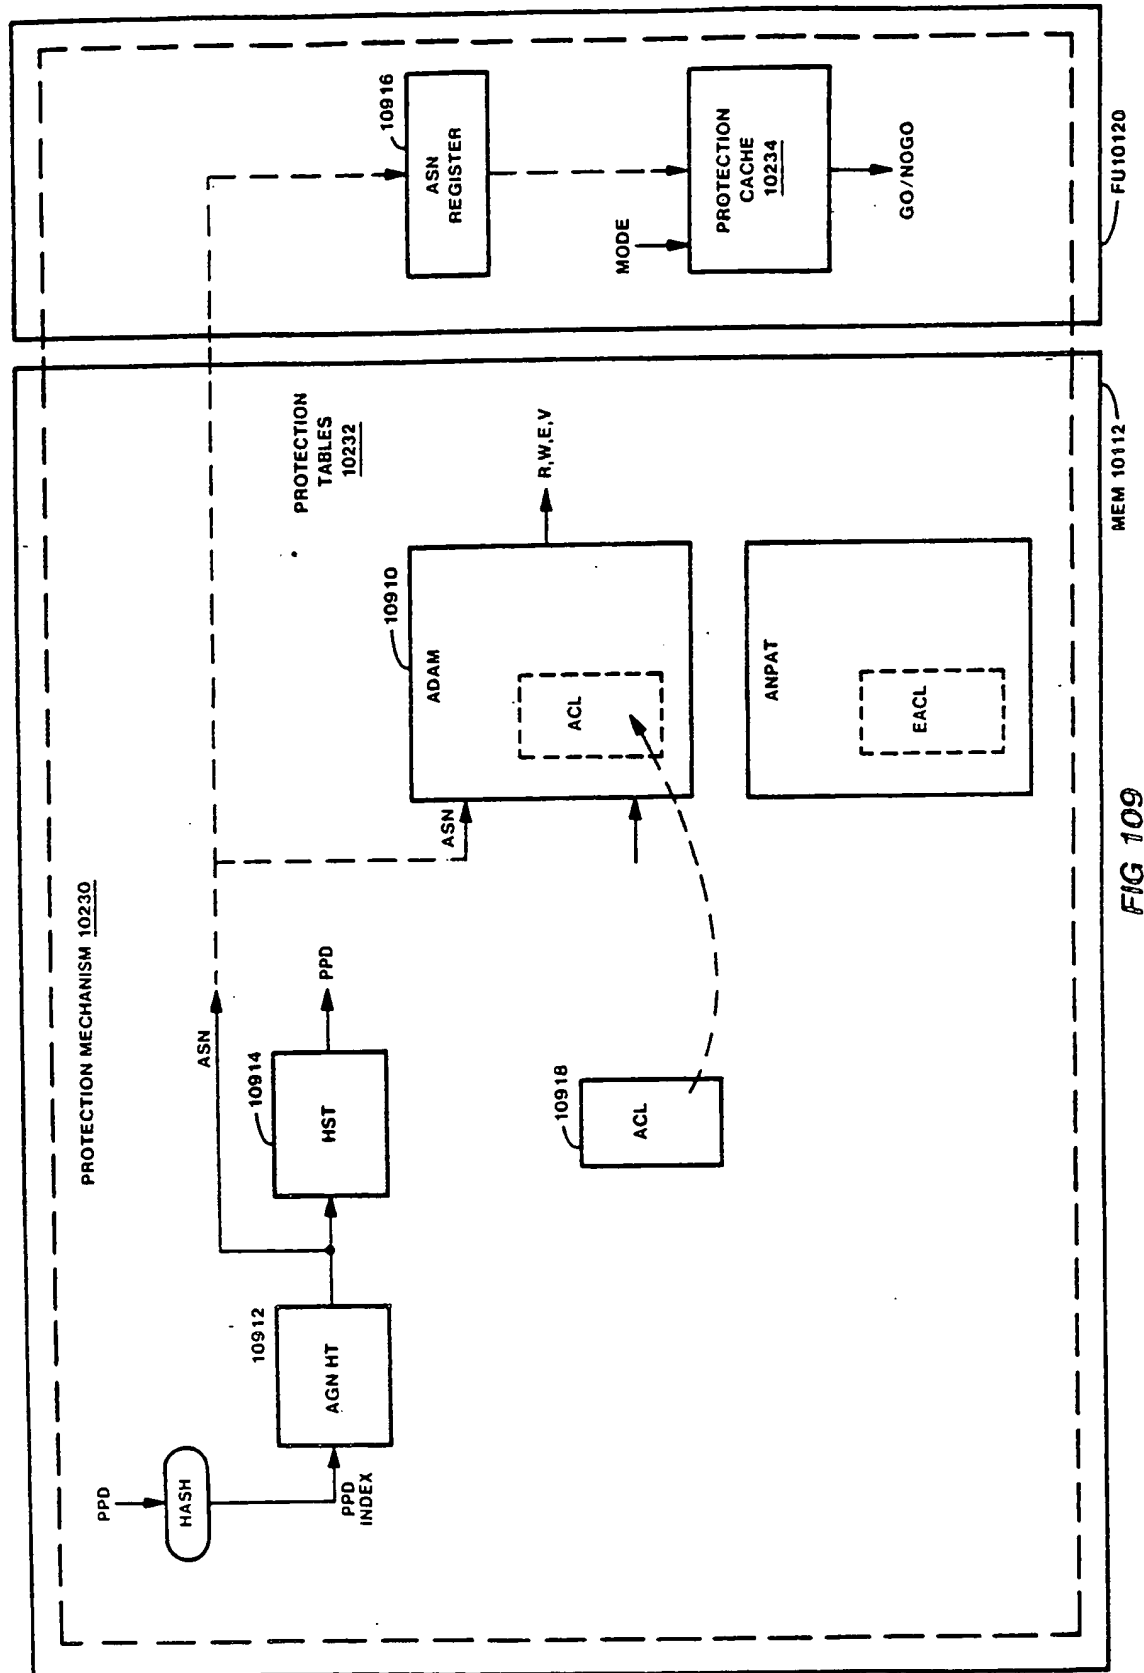 PROTECTION MECHANISM 10230
PPD
HASH
PPD
INDEX
10912
AGN HT
ASN
10914
HST
PPD
10918
ACL
PROTECTION
TABLES
10232
ASN
10910
ADAM
ACL
R,W,E,V
ANPAT
EACL
MEM 10112
10916
ASN
REGISTER
MODE
PROTECTION
CACHE
10234
GO/NOGO
FU10120
FIG 109